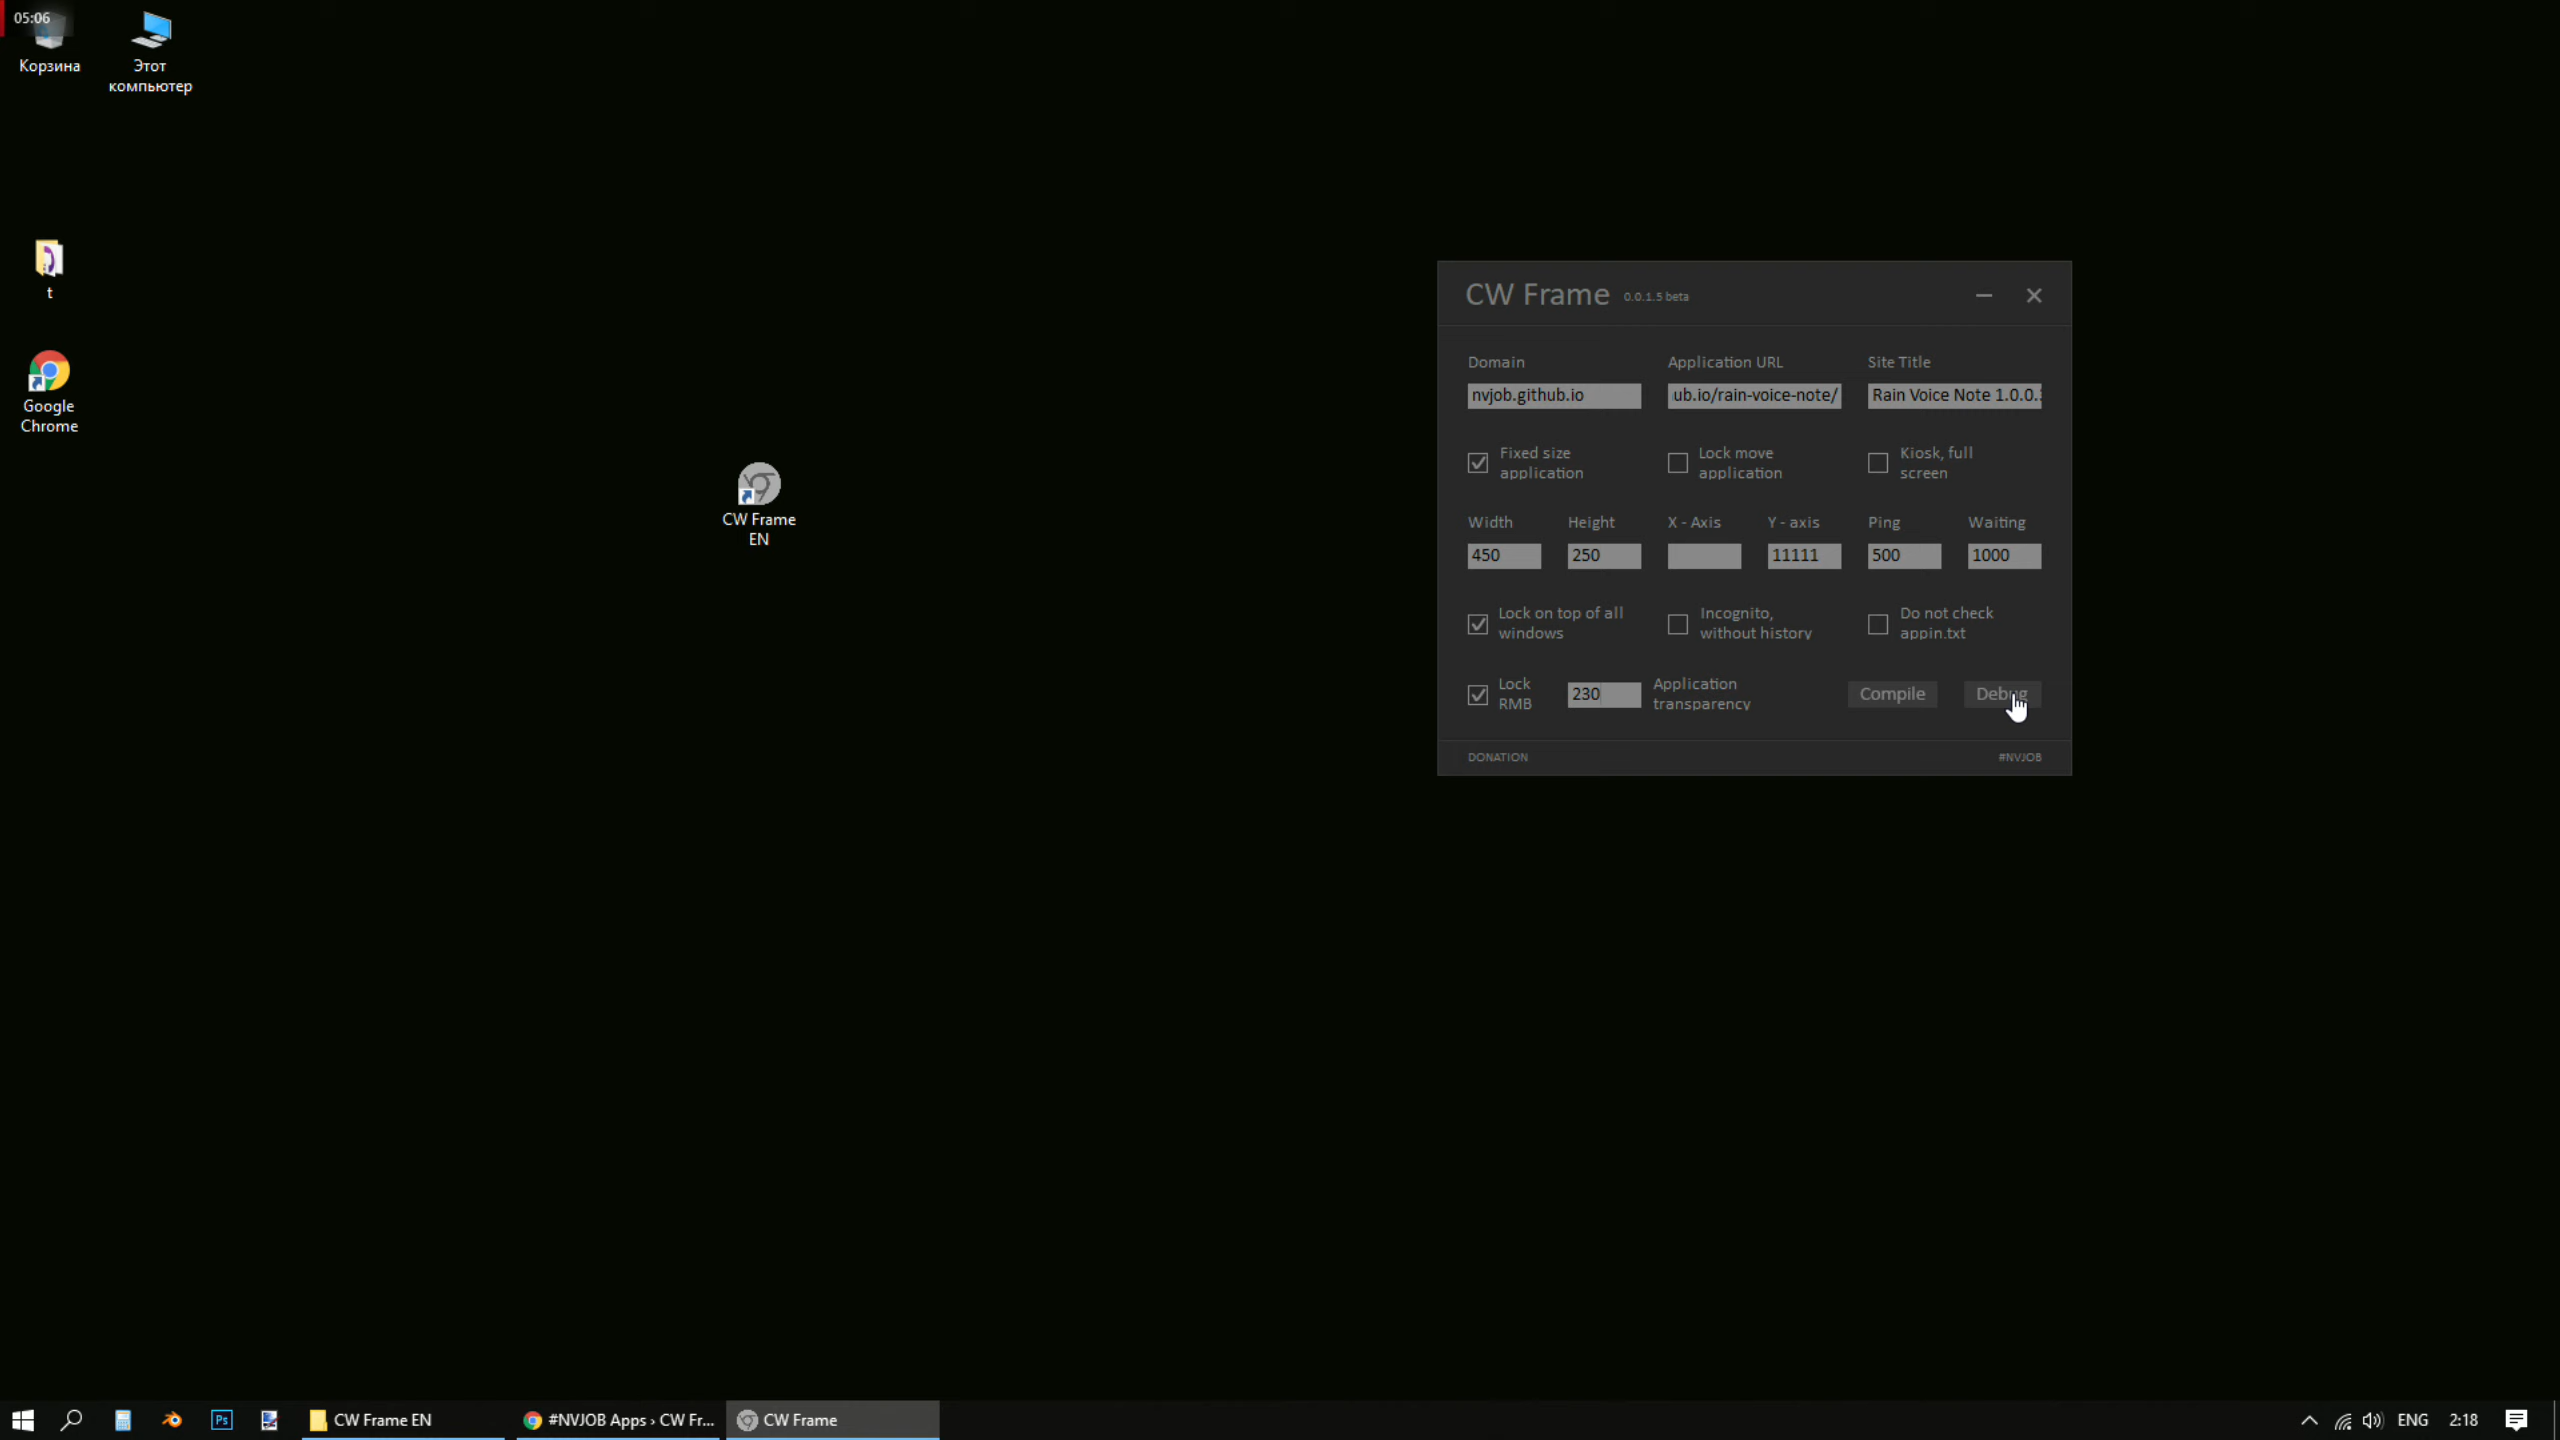 05:06
Корзина
Этот
компьютер
t
Google
Chrome
CW Frame
EN
CW Frame 0.0.1.5 beta
Domain Application URL Site Title
nvjob.github.io ub.io/rain-voice-note/ Rain Voice Note 1.0.0.
Fixed size
application
Lock move
application
Kiosk, full
screen
Width Height X - Axis Y - axis Ping Waiting
450 250 11111 500 1000
Lock on top of all
windows
Incognito,
without history
Do not check
appin.txt
Lock
RMB
230
Application
transparency
Compile Debug
DONATION #NVJOB
Ps CW Frame EN #NVJOB Apps › CW Fr... CW Frame ENG 2:18